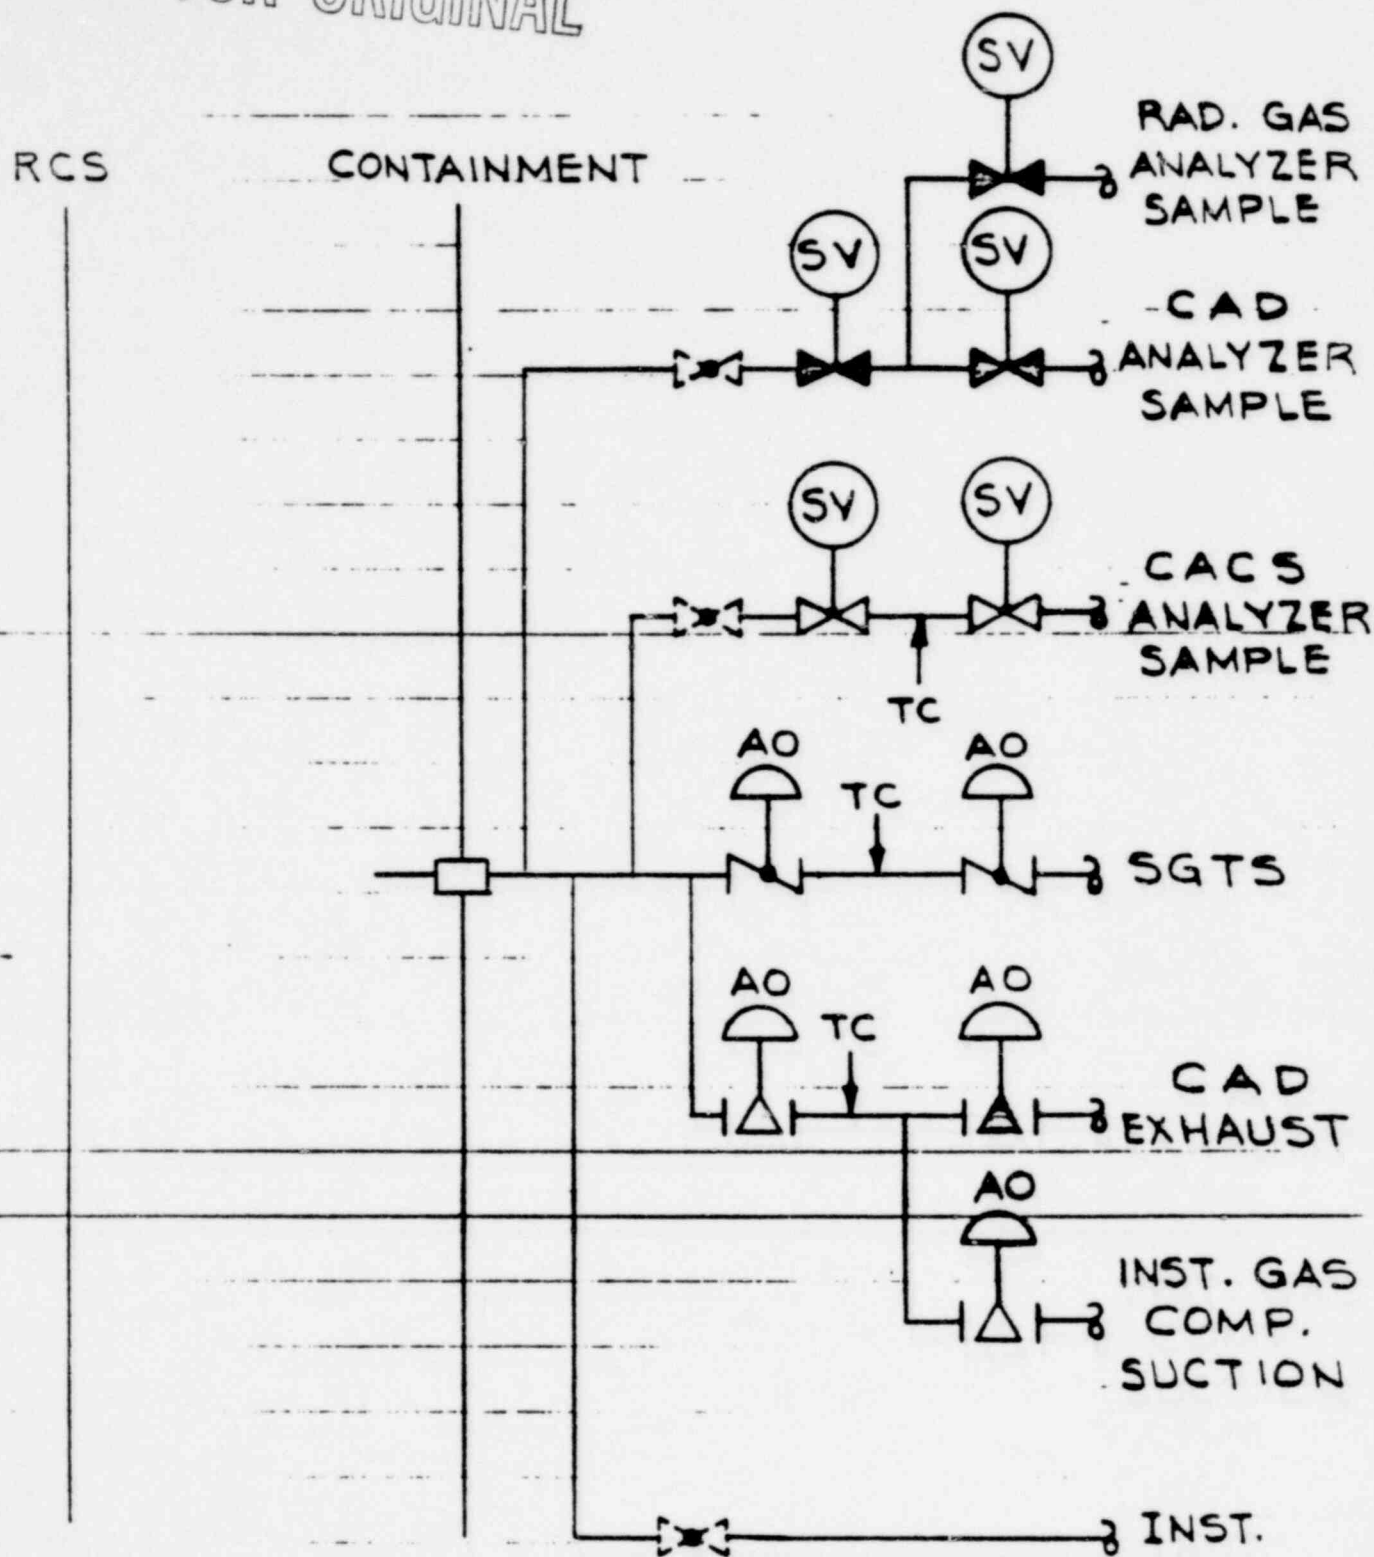 ORIGINAL
SV
RAD. GAS
ANALYZER
SAMPLE
RCS
CONTAINMENT
SV
SV
CAD
ANALYZER
SAMPLE
SV
SV
CACS
ANALYZER
SAMPLE
TC
AO
AO
TC
SGTS
AO
AO
TC
CAD
EXHAUST
AO
INST. GAS
COMP.
SUCTION
INST.